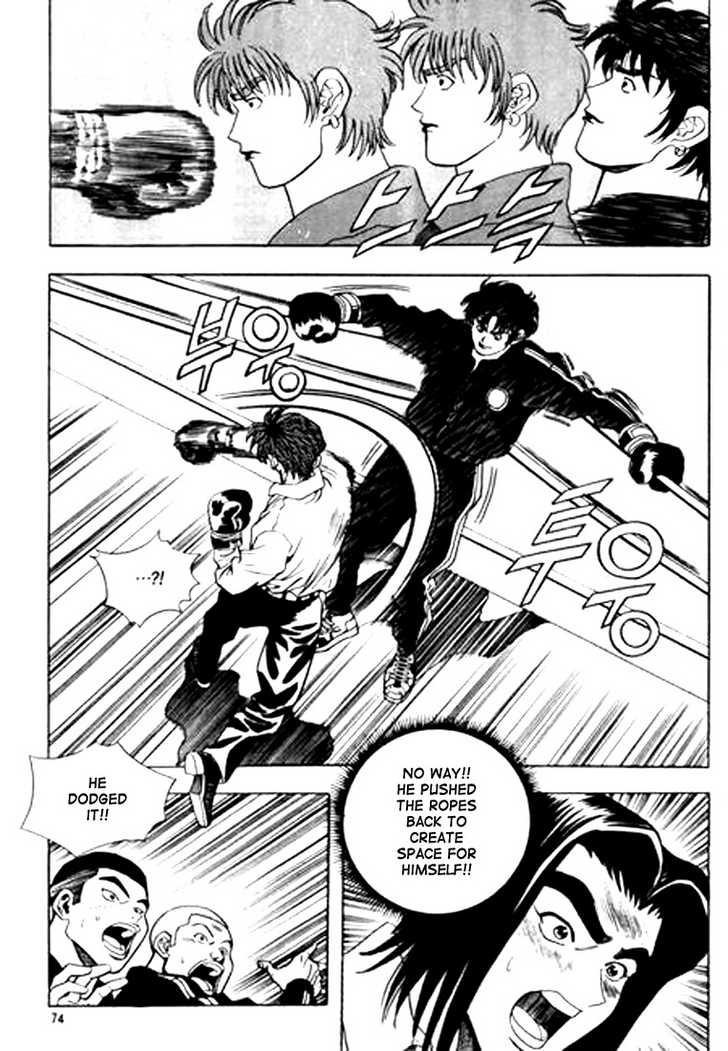 스스슥
부웅
투웅
...?!
HE
DODGED
IT!!
NO WAY!!
HE PUSHED
THE ROPES
BACK TO
CREATE
SPACE FOR
HIMSELF!!
74